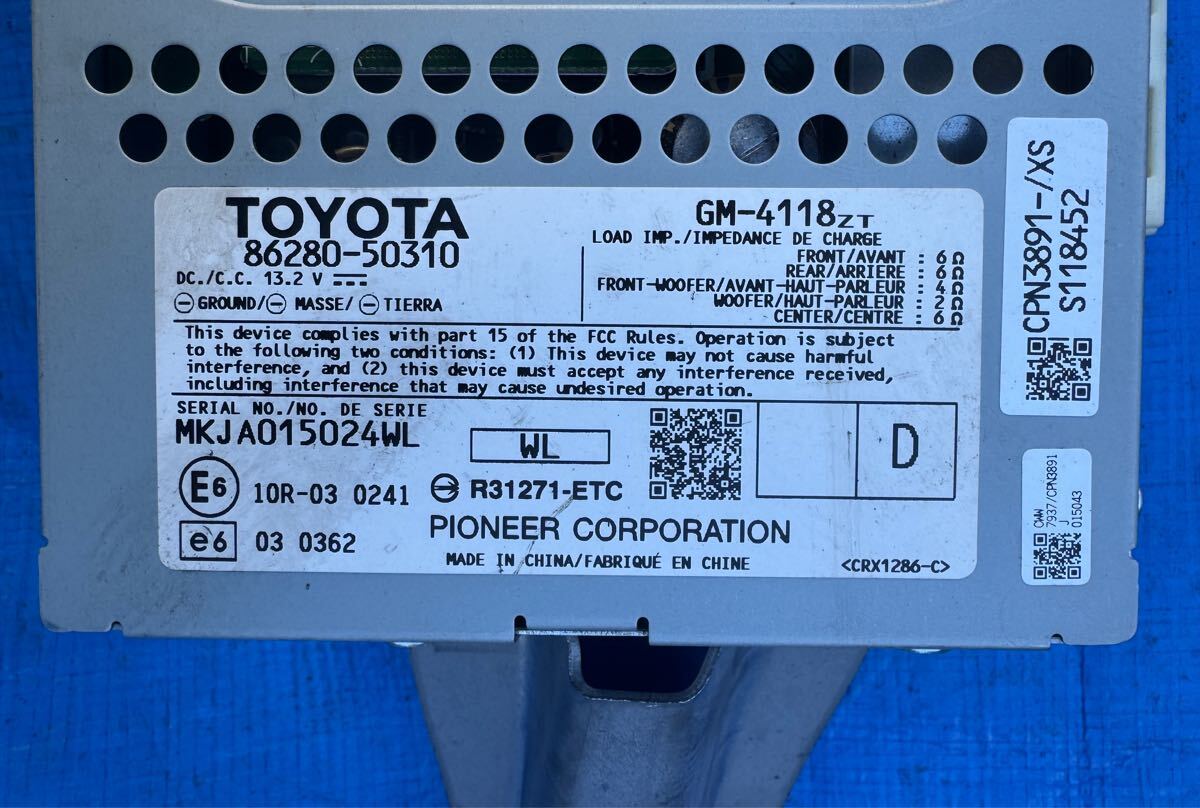 TOYOTA
86280-50310
DC./C.C. 13.2 V
GROUND/ MASSE/ TIERRA
GM-4118ZT
LOAD IMP./IMPEDANCE DE CHARGE
FRONT/AVANT : 6Ω
REAR/ARRIERE : 6Ω
FRONT-WOOFER/AVANT-HAUT-PARLEUR : 4Ω
WOOFER/HAUT-PARLEUR : 2Ω
CENTER/CENTRE : 6Ω
This device complies with part 15 of the FCC Rules. Operation is subject
to the following two conditions: (1) This device may not cause harmful
interference, and (2) this device must accept any interference received,
including interference that may cause undesired operation.
SERIAL NO./NO. DE SERIE
MKJA015024WL
WL
D
E6 10R-03 0241
R31271-ETC
e6 03 0362
PIONEER CORPORATION
MADE IN CHINA/FABRIQUÉ EN CHINE
<CRX1286-C>
CPN3891-/XS
S118452
CWW
7937/CPN3891
J
015043